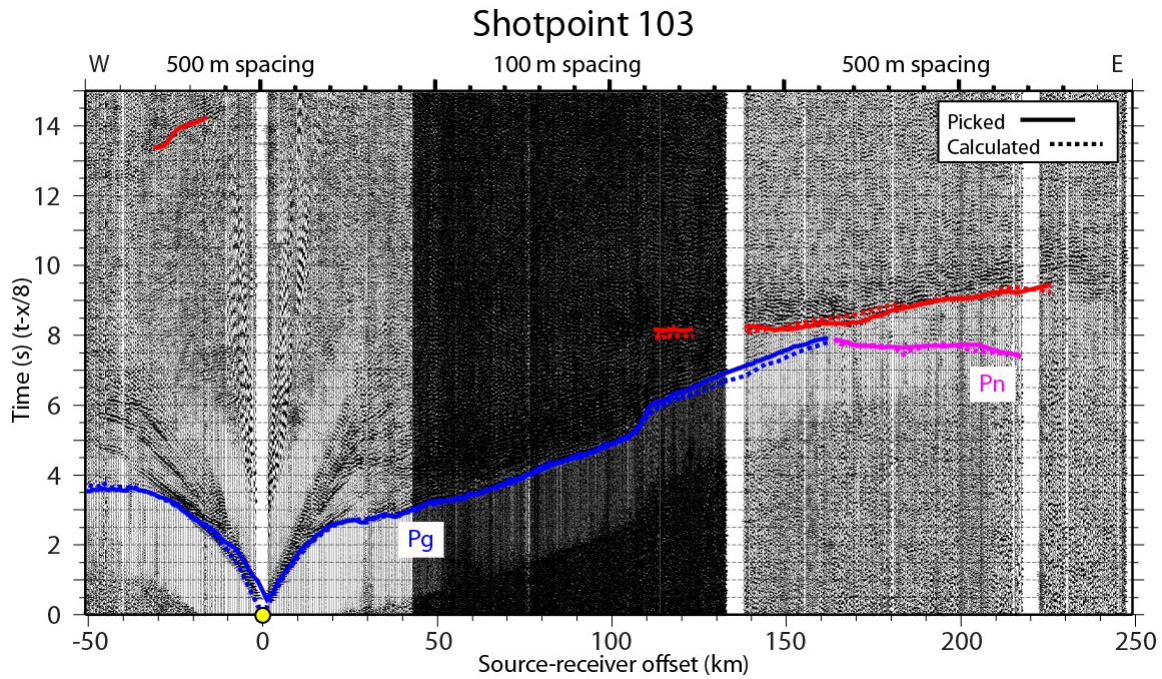 Shotpoint 103
W 500 m spacing 100 m spacing 500 m spacing E
Picked
Calculated
Time (s) (t-x/8)
14
12
10
8
6
4
2
0
Pn
Pg
-50 0 50 100 150 200 250
Source-receiver offset (km)